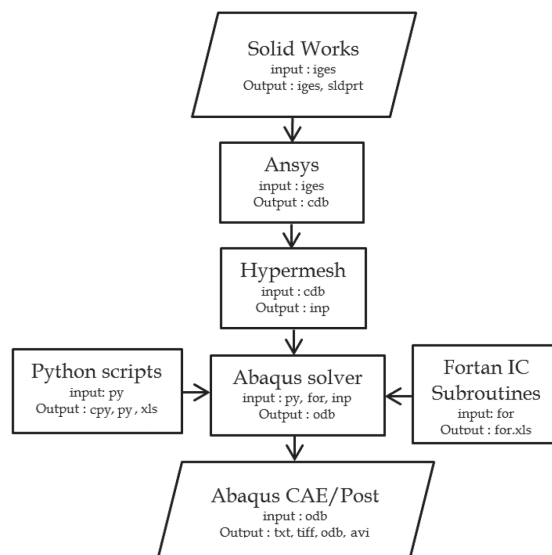 Solid Works
input : iges
Output : iges, sldprt
Ansys
input : iges
Output : cdb
Hypermesh
input : cdb
Output : inp
Python scripts
input: py
Output : cpy, py , xls
Abaqus solver
input : py, for, inp
Output : odb
Fortan IC
Subroutines
input: for
Output : for.xls
Abaqus CAE/Post
input : odb
Output : txt, tiff, odb, avi